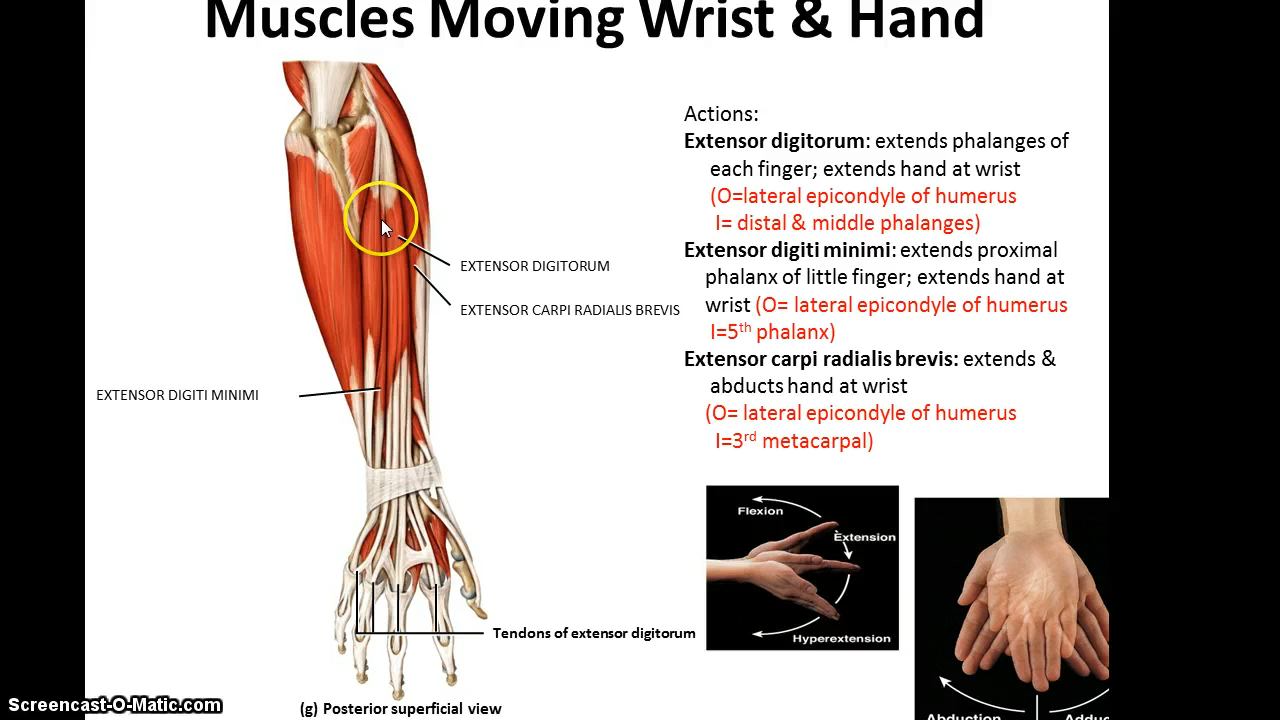 Muscles Moving Wrist & Hand
Actions:
Extensor digitorum: extends phalanges of
each finger; extends hand at wrist
(O=lateral epicondyle of humerus
I= distal & middle phalanges)
Extensor digiti minimi: extends proximal
phalanx of little finger; extends hand at
wrist (O= lateral epicondyle of humerus
I=5th phalanx)
Extensor carpi radialis brevis: extends &
abducts hand at wrist
(O= lateral epicondyle of humerus
I=3rd metacarpal)
EXTENSOR DIGITORUM
EXTENSOR CARPI RADIALIS BREVIS
EXTENSOR DIGITI MINIMI
Tendons of extensor digitorum
(g) Posterior superficial view
Flexion
Extension
Hyperextension
Abduction
Adduc
Screencast-O-Matic.com